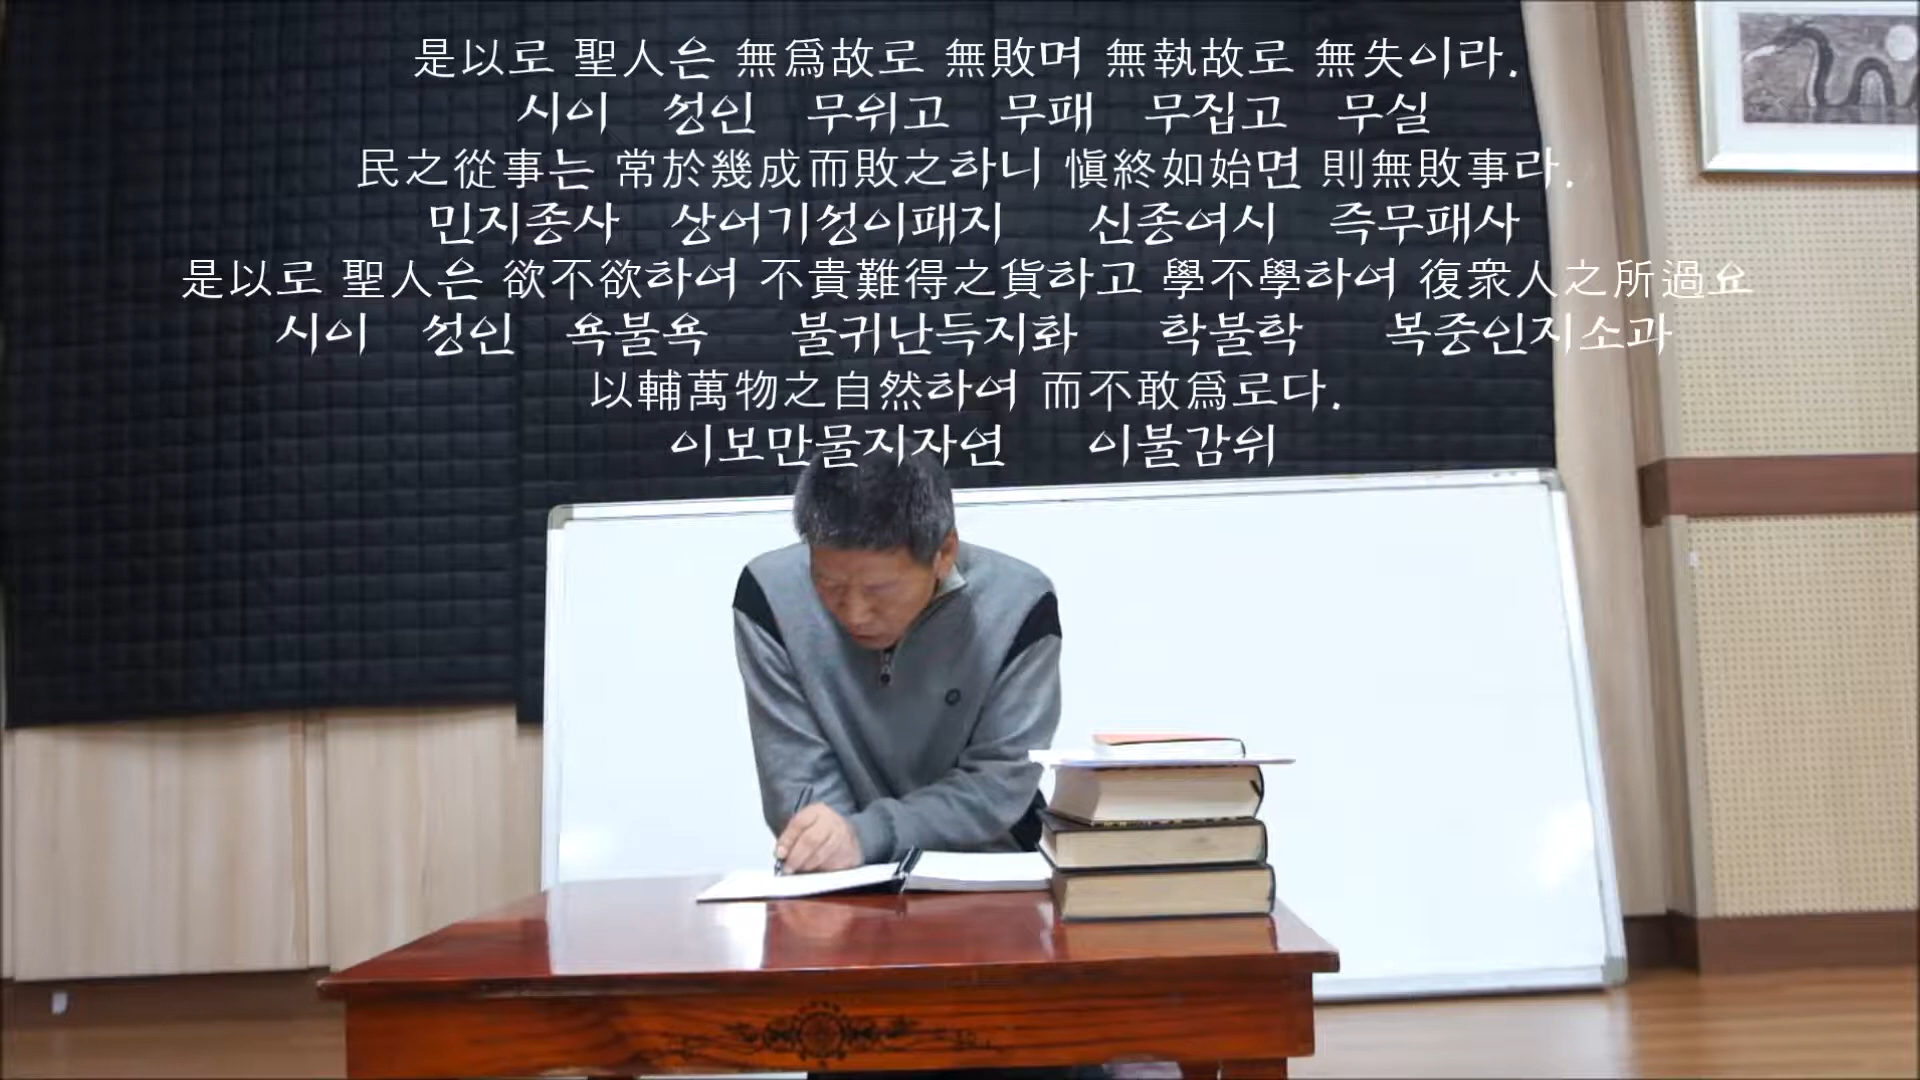 是以로 聖人은 無爲故로 無敗며 無執故로 無失이라.
시이 성인 무위고 무패 무집고 무실
民之從事는 常於幾成而敗之하니 愼終如始면 則無敗事라.
민지종사 상어기성이패지 신종여시 즉무패사
是以로 聖人은 欲不欲하여 不貴難得之貨하고 學不學하여 復衆人之所過요
시이 성인 욕불욕 불귀난득지화 학불학 복중인지소과
以輔萬物之自然하여 而不敢爲로다.
이보만물지자연 이불감위